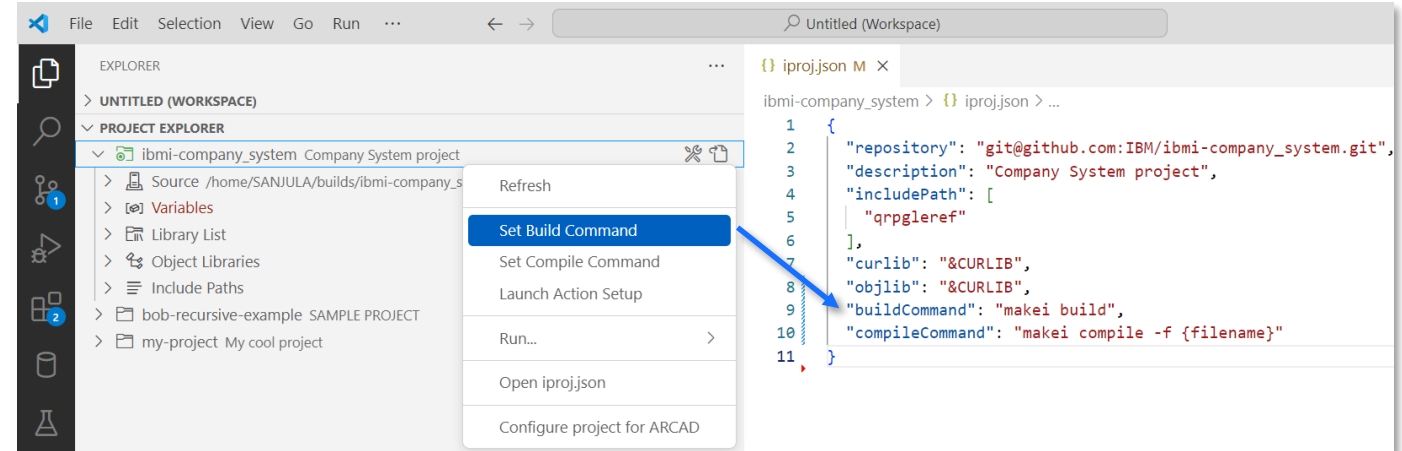 File Edit Selection View Go Run ··· ← → Untitled (Workspace)
EXPLORER ···
UNTITLED (WORKSPACE)
PROJECT EXPLORER
ibmi-company_system Company System project
Source /home/SANJULA/builds/ibmi-company_s
Variables
Library List
Object Libraries
Include Paths
bob-recursive-example SAMPLE PROJECT
my-project My cool project
1
2
Refresh
Set Build Command
Set Compile Command
Launch Action Setup
Run... >
Open iproj.json
Configure project for ARCAD
{} iproj.json M ×
ibmi-company_system > {} iproj.json > ...
1 {
2 "repository": "git@github.com:IBM/ibmi-company_system.git",
3 "description": "Company System project",
4 "includePath": [
5 "qrpgleref"
6 ],
7 "curlib": "&CURLIB",
8 "objlib": "&CURLIB",
9 "buildCommand": "makei build",
10 "compileCommand": "makei compile -f {filename}"
11 }